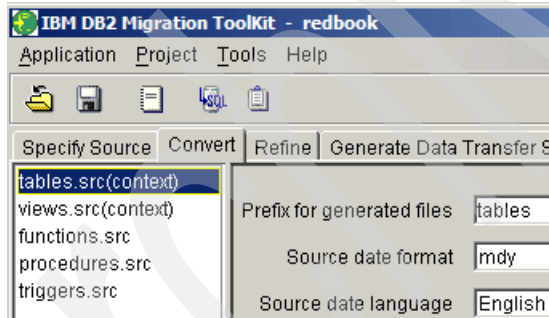 IBM DB2 Migration ToolKit - redbook
Application Project Tools Help
SQL
Specify Source Convert Refine Generate Data Transfer S
tables.src(context)
views.src(context)
functions.src
procedures.src
triggers.src
Prefix for generated files tables
Source date format mdy
Source date language English